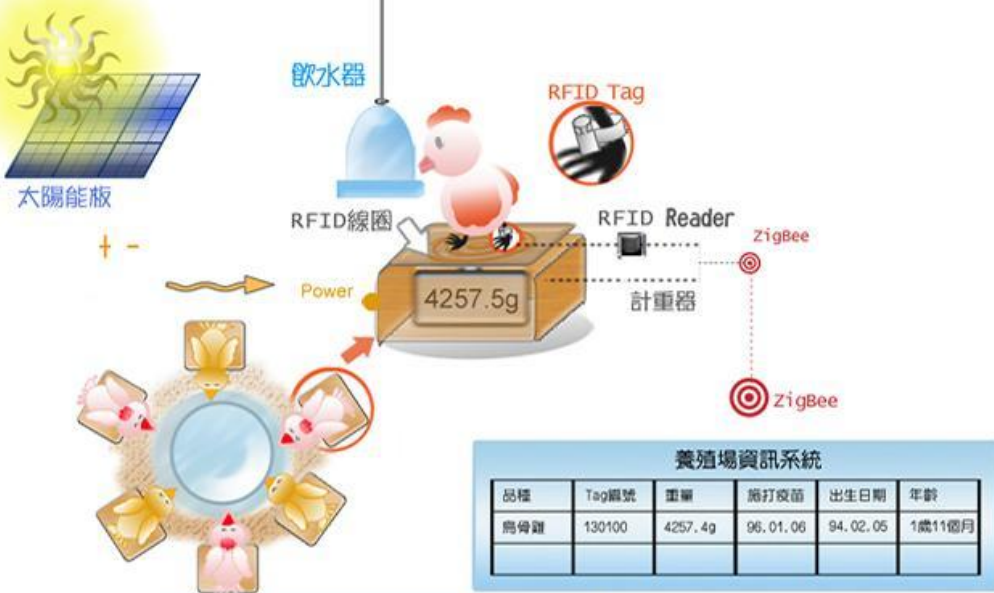 飲水器
RFID Tag
太陽能板
RFID線圈
RFID Reader
ZigBee
+ -
Power
4257.5g
計重器
ZigBee
養殖場資訊系統
品種 Tag編號 重量 施打疫苗 出生日期 年齡
烏骨雞 130100 4257.4g 96.01.06 94.02.05 1歲11個月